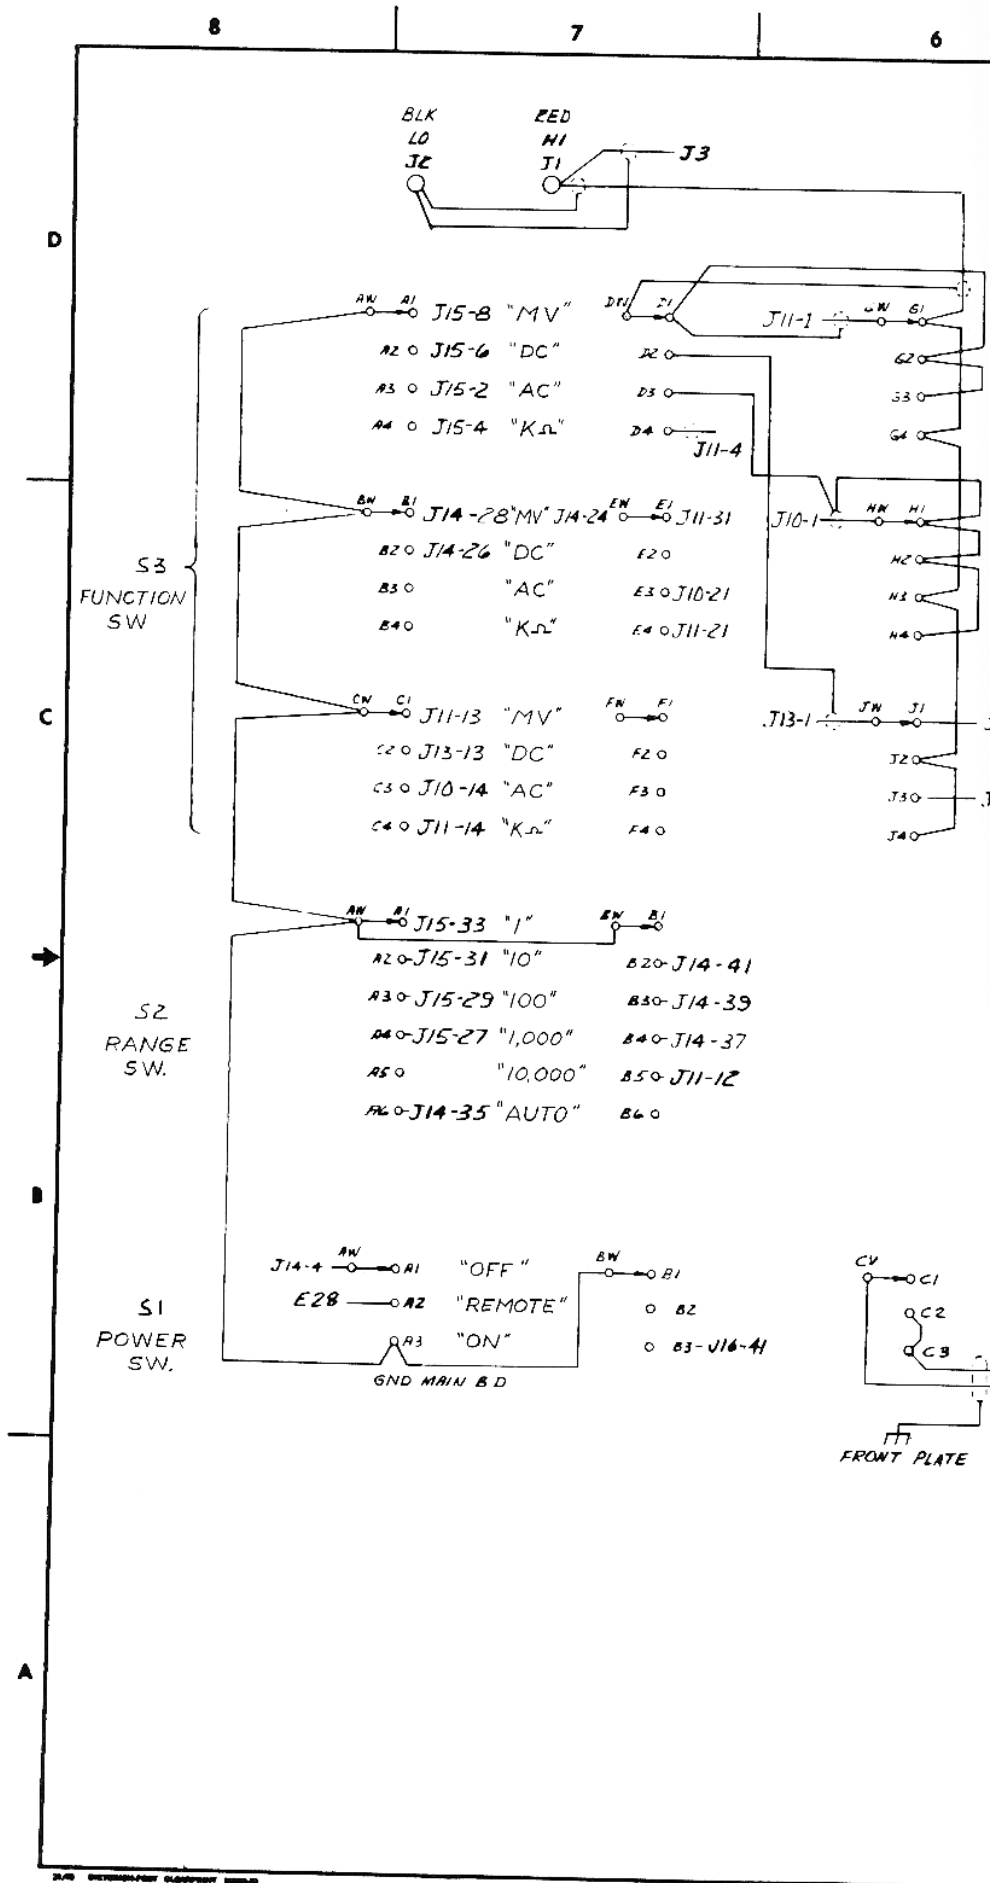 8 7 6
BLK RED
LO HI
J2 J1 J3
D
AW A1 J15-8 "MV" D1 J11-1 G1
A2 J15-6 "DC" D2 G2
A3 J15-2 "AC" D3 G3
A4 J15-4 "KΩ" D4 J11-4 G4
BW B1 J14-28 "MV" J14-24 EW E1 J11-31 J10-1 HW H1
B2 J14-26 "DC" E2 H2
B3 "AC" E3 J10-21 H3
B4 "KΩ" E4 J11-21 H4
S3
FUNCTION
SW
C
CW C1 J11-13 "MV" FW F1 J13-1 JW J1
C2 J13-13 "DC" F2 J2
C3 J10-14 "AC" F3 J3
C4 J11-14 "KΩ" F4 J4
AW A1 J15-33 "1" BW B1
A2 J15-31 "10" B2 J14-41
A3 J15-29 "100" B3 J14-39
A4 J15-27 "1,000" B4 J14-37
A5 "10,000" B5 J11-12
A6 J14-35 "AUTO" B6
S2
RANGE
SW.
B
J14-4 AW A1 "OFF" BW B1 C1
E28 A2 "REMOTE" B2 C2
A3 "ON" B3-J16-41 C3
GND MAIN BD
S1
POWER
SW.
FRONT PLATE
A